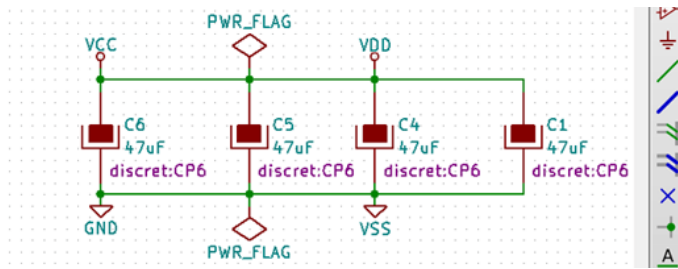 PWR_FLAG
VCC
VDD
C6
47uF
discret:CP6
C5
47uF
discret:CP6
C4
47uF
discret:CP6
C1
47uF
discret:CP6
GND
PWR_FLAG
VSS
A